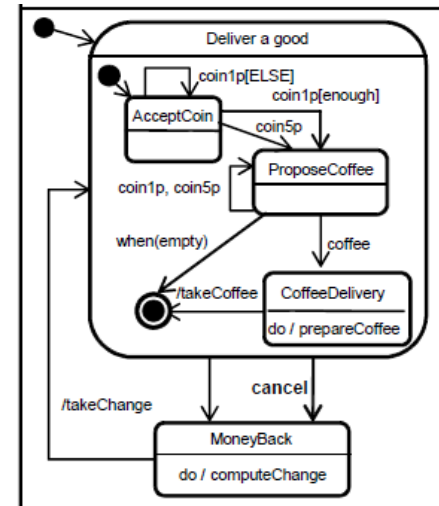 Deliver a good
coin1p[ELSE]
coin1p[enough]
AcceptCoin
coin5p
ProposeCoffee
coin1p, coin5p
when(empty)
coffee
/takeCoffee
CoffeeDelivery
do / prepareCoffee
cancel
/takeChange
MoneyBack
do / computeChange